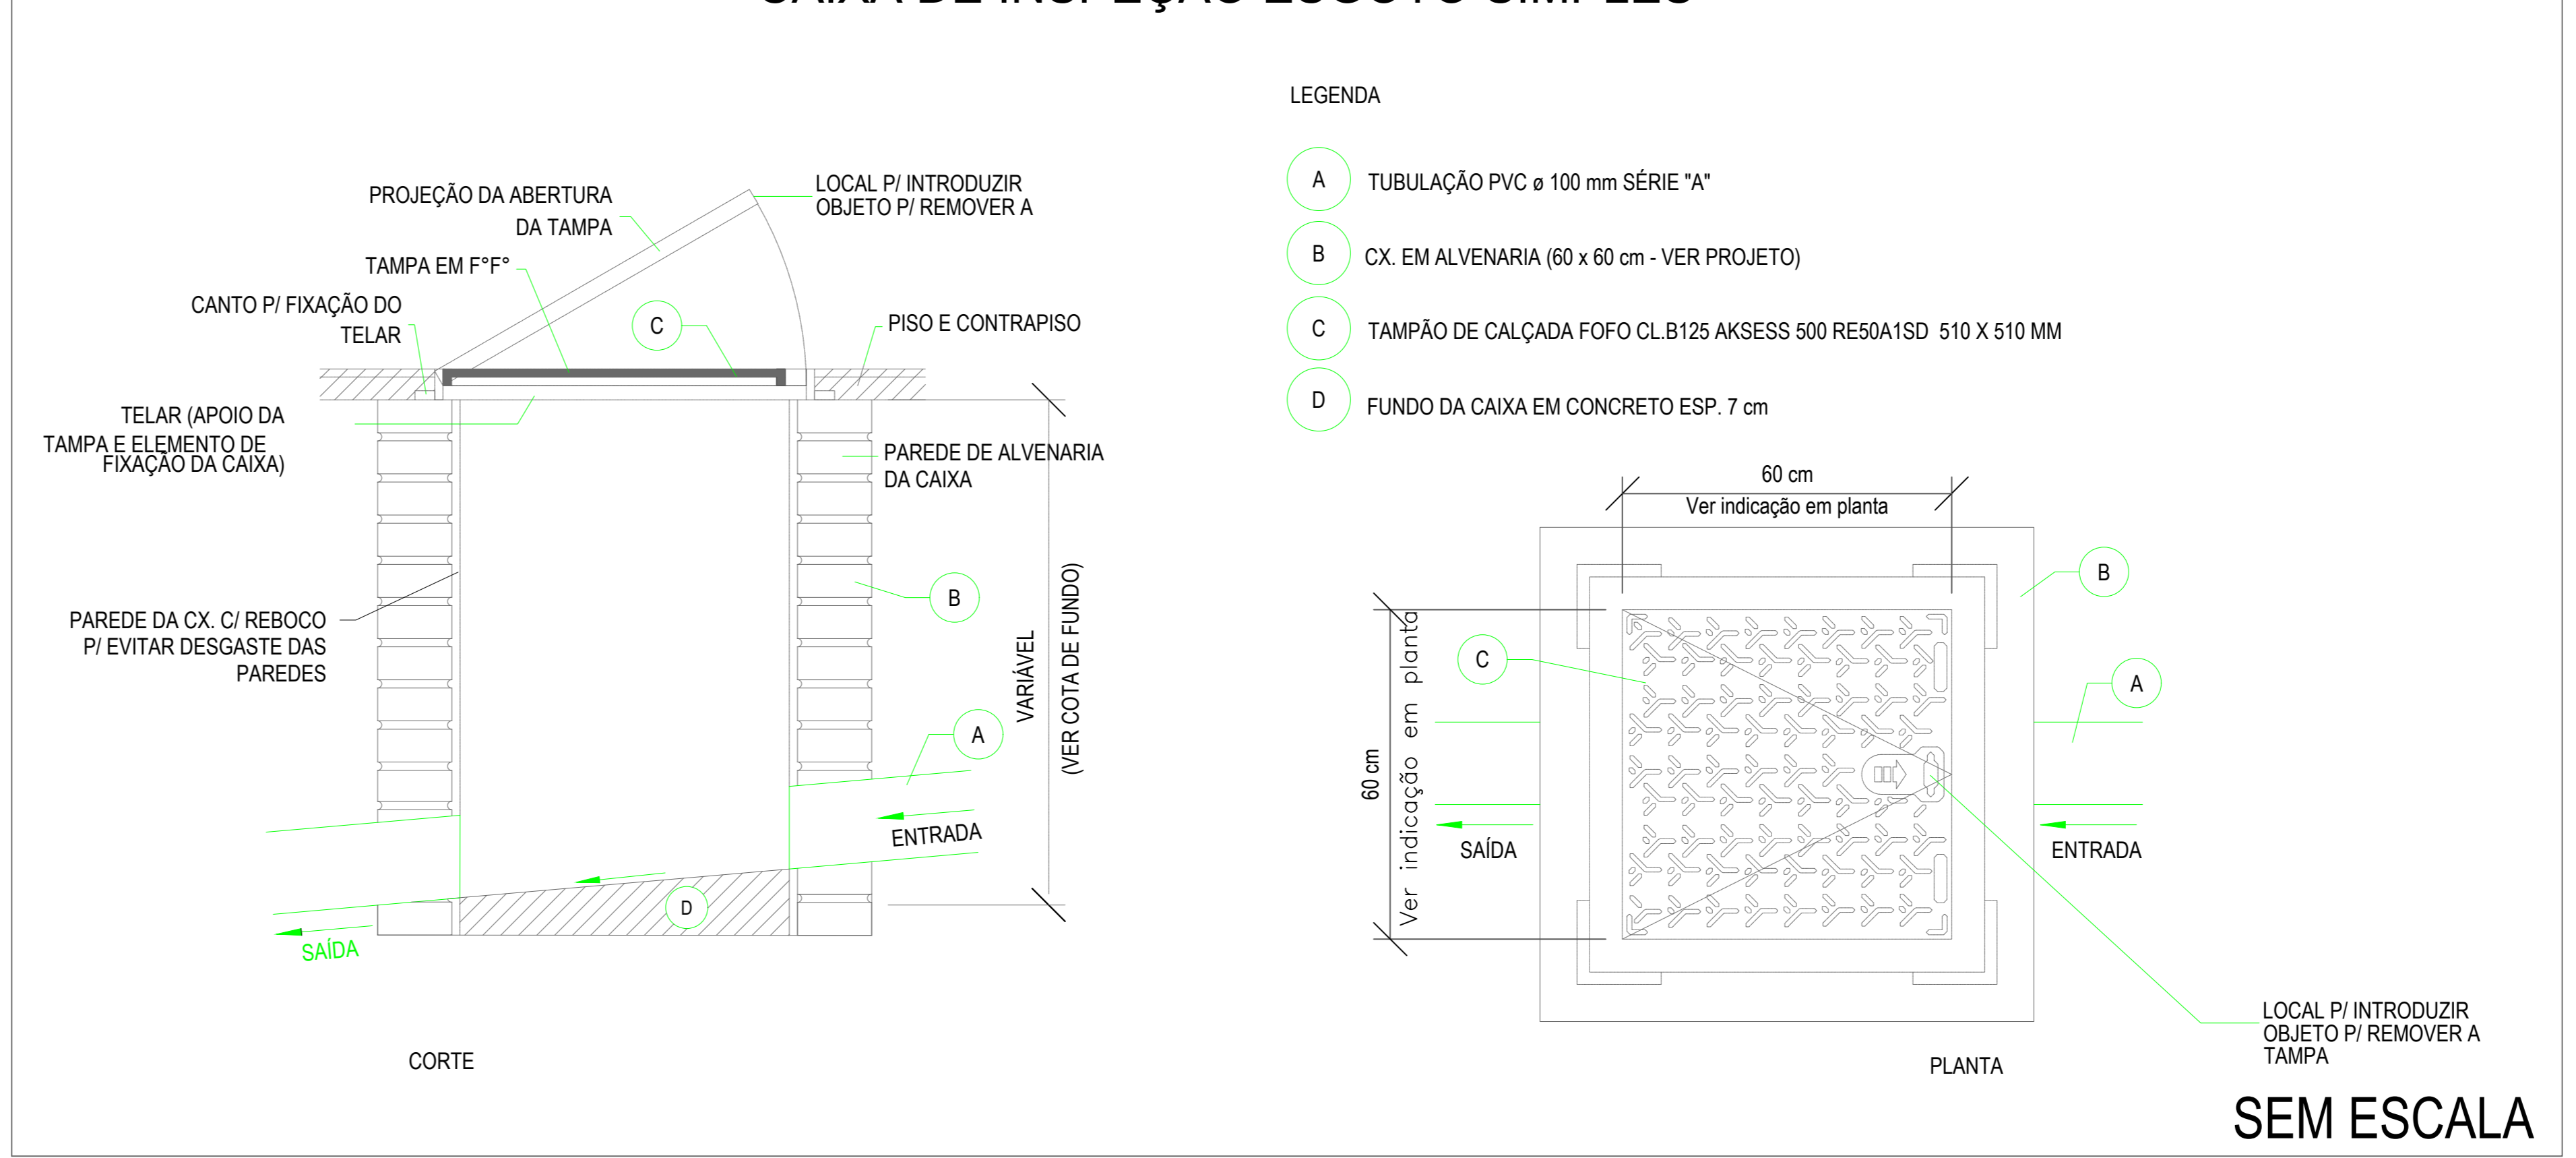 CAIXA DE INSPEÇÃO ESGOTO SIMPLES
LEGENDA
A
TUBULAÇÃO PVC ø 100 mm SÉRIE "A"
B
CX. EM ALVENARIA (60 x 60 cm - VER PROJETO)
C
TAMPÃO DE CALÇADA FOFO CL.B125 AKSESS 500 RE50A1SD 510 X 510 MM
D
FUNDO DA CAIXA EM CONCRETO ESP. 7 cm
PROJEÇÃO DA ABERTURA
DA TAMPA
LOCAL P/ INTRODUZIR
OBJETO P/ REMOVER A
TAMPA EM F°F°
CANTO P/ FIXAÇÃO DO
TELAR
C
PISO E CONTRAPISO
TELAR (APOIO DA
TAMPA E ELEMENTO DE
FIXAÇÃO DA CAIXA)
PAREDE DE ALVENARIA
DA CAIXA
B
PAREDE DA CX. C/ REBOCO
P/ EVITAR DESGASTE DAS
PAREDES
VARIÁVEL
(VER COTA DE FUNDO)
A
ENTRADA
D
SAÍDA
CORTE
60 cm
Ver indicação em planta
B
C
A
60 cm
Ver indicação em planta
SAÍDA
ENTRADA
LOCAL P/ INTRODUZIR
OBJETO P/ REMOVER A
TAMPA
PLANTA
SEM ESCALA